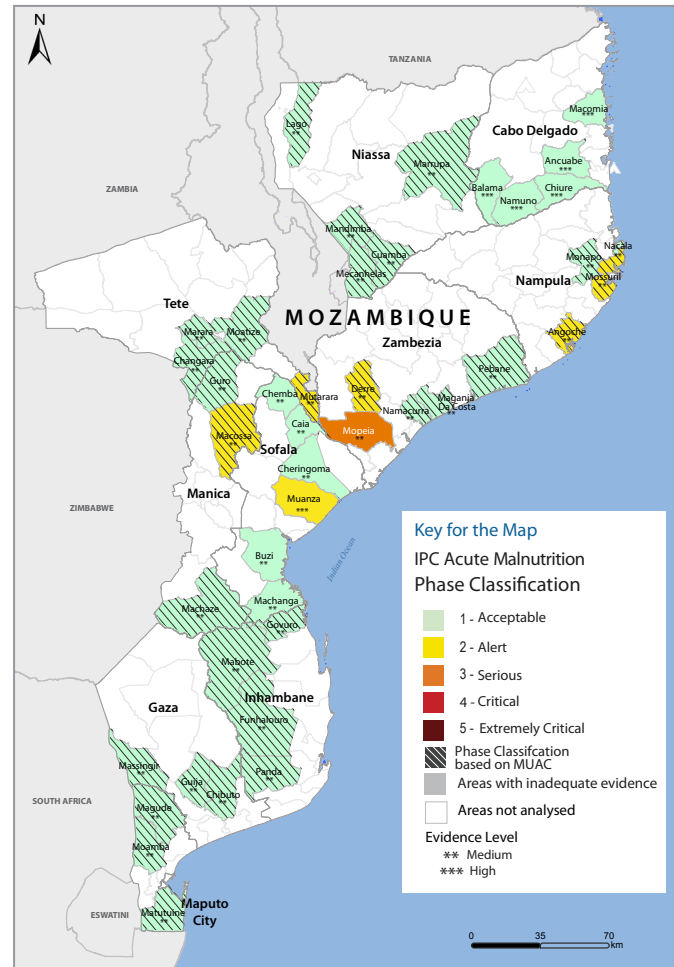 N
TANZANIA
Macomia
***
Cabo Delgado
Lago
**
Niassa
Marrupa
**
Ancuabe
***
Balama
***
Chiure
***
Namuno
***
ZAMBIA
Mandimba
**
Cuamba
**
Mecanhelas
**
Nacala
**
Monapo
**
Mossuril
**
Nampula
Tete
MOZAMBIQUE
Zambezia
Angoche
**
Marara
**
Moatize
**
Changara
**
Guro
**
Pebane
**
Derre
**
Chemba
**
Mutarara
**
Maganja
Da Costa
**
Namacurra
**
Caia
**
Macossa
**
Mopeia
**
Sofala
Cheringoma
**
Manica
Muanza
***
ZIMBABWE
Buzi
**
Indian Ocean
Machanga
**
Machaze
**
Govuro
**
Mabote
**
Gaza
Inhambane
Funhalouro
**
Massingir
**
Panda
**
Guija
**
Chibuto
**
SOUTH AFRICA
Magude
**
Muamba
**
Matutuine
**
Maputo
City
ESWATINI
Key for the Map
IPC Acute Malnutrition
Phase Classification
1 - Acceptable
2 - Alert
3 - Serious
4 - Critical
5 - Extremely Critical
Phase Classifcation
based on MUAC
Areas with inadequate evidence
Areas not analysed
Evidence Level
** Medium
*** High
0 35 70
km